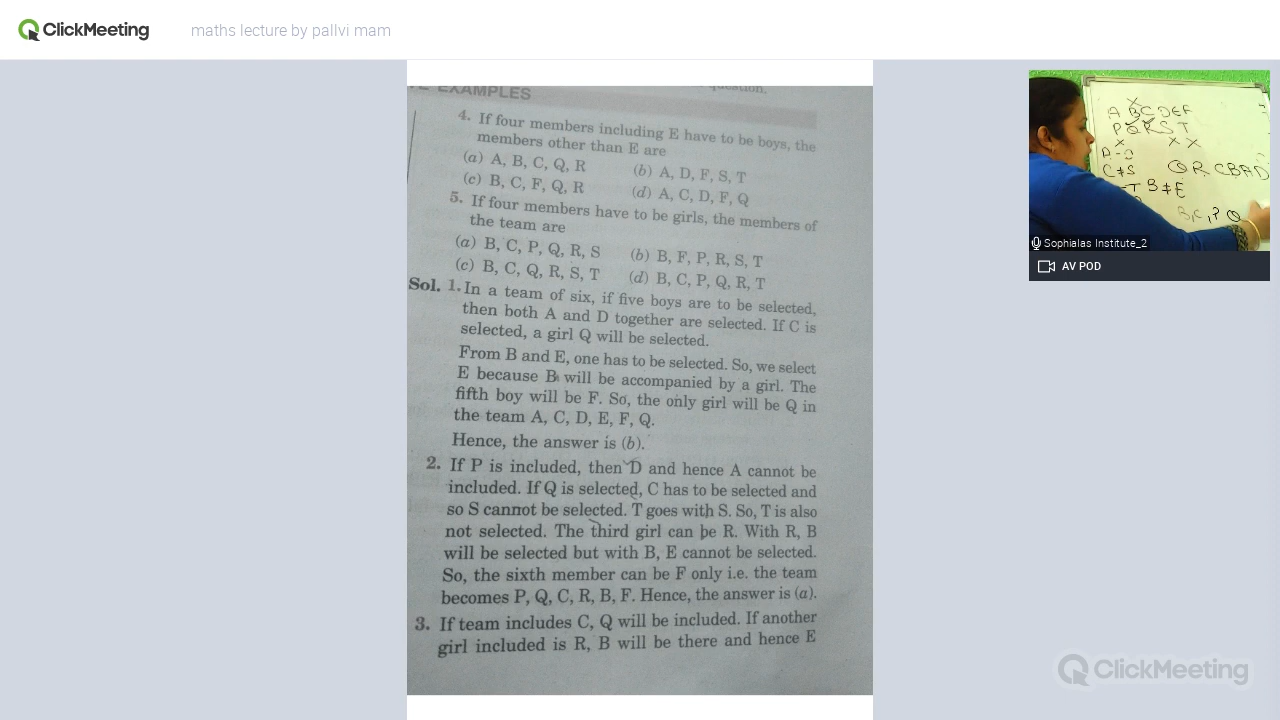 ClickMeeting
maths lecture by pallvi mam
EXAMPLES
question.
4. If four members including E have to be boys, the
members other than E are
(a) A, B, C, Q, R
(b) A, D, F, S, T
(c) B, C, F, Q, R
(d) A, C, D, F, Q
5. If four members have to be girls, the members of
the team are
(a) B, C, P, Q, R, S
(b) B, F, P, R, S, T
(c) B, C, Q, R, S, T
(d) B, C, P, Q, R, T
Sol. 1. In a team of six, if five boys are to be selected,
then both A and D together are selected. If C is
selected, a girl Q will be selected.
From B and E, one has to be selected. So, we select
E because B will be accompanied by a girl. The
fifth boy will be F. So, the only girl will be Q in
the team A, C, D, E, F, Q.
Hence, the answer is (b).
2. If P is included, then D and hence A cannot be
included. If Q is selected, C has to be selected and
so S cannot be selected. T goes with S. So, T is also
not selected. The third girl can be R. With R, B
will be selected but with B, E cannot be selected.
So, the sixth member can be F only i.e. the team
becomes P, Q, C, R, B, F. Hence, the answer is (a).
3. If team includes C, Q will be included. If another
girl included is R, B will be there and hence E
A B C D E F
P Q R S T
C ≠ S
Q R C B A D
T B ≠ E
Sophialas Institute_2
AV POD
ClickMeeting